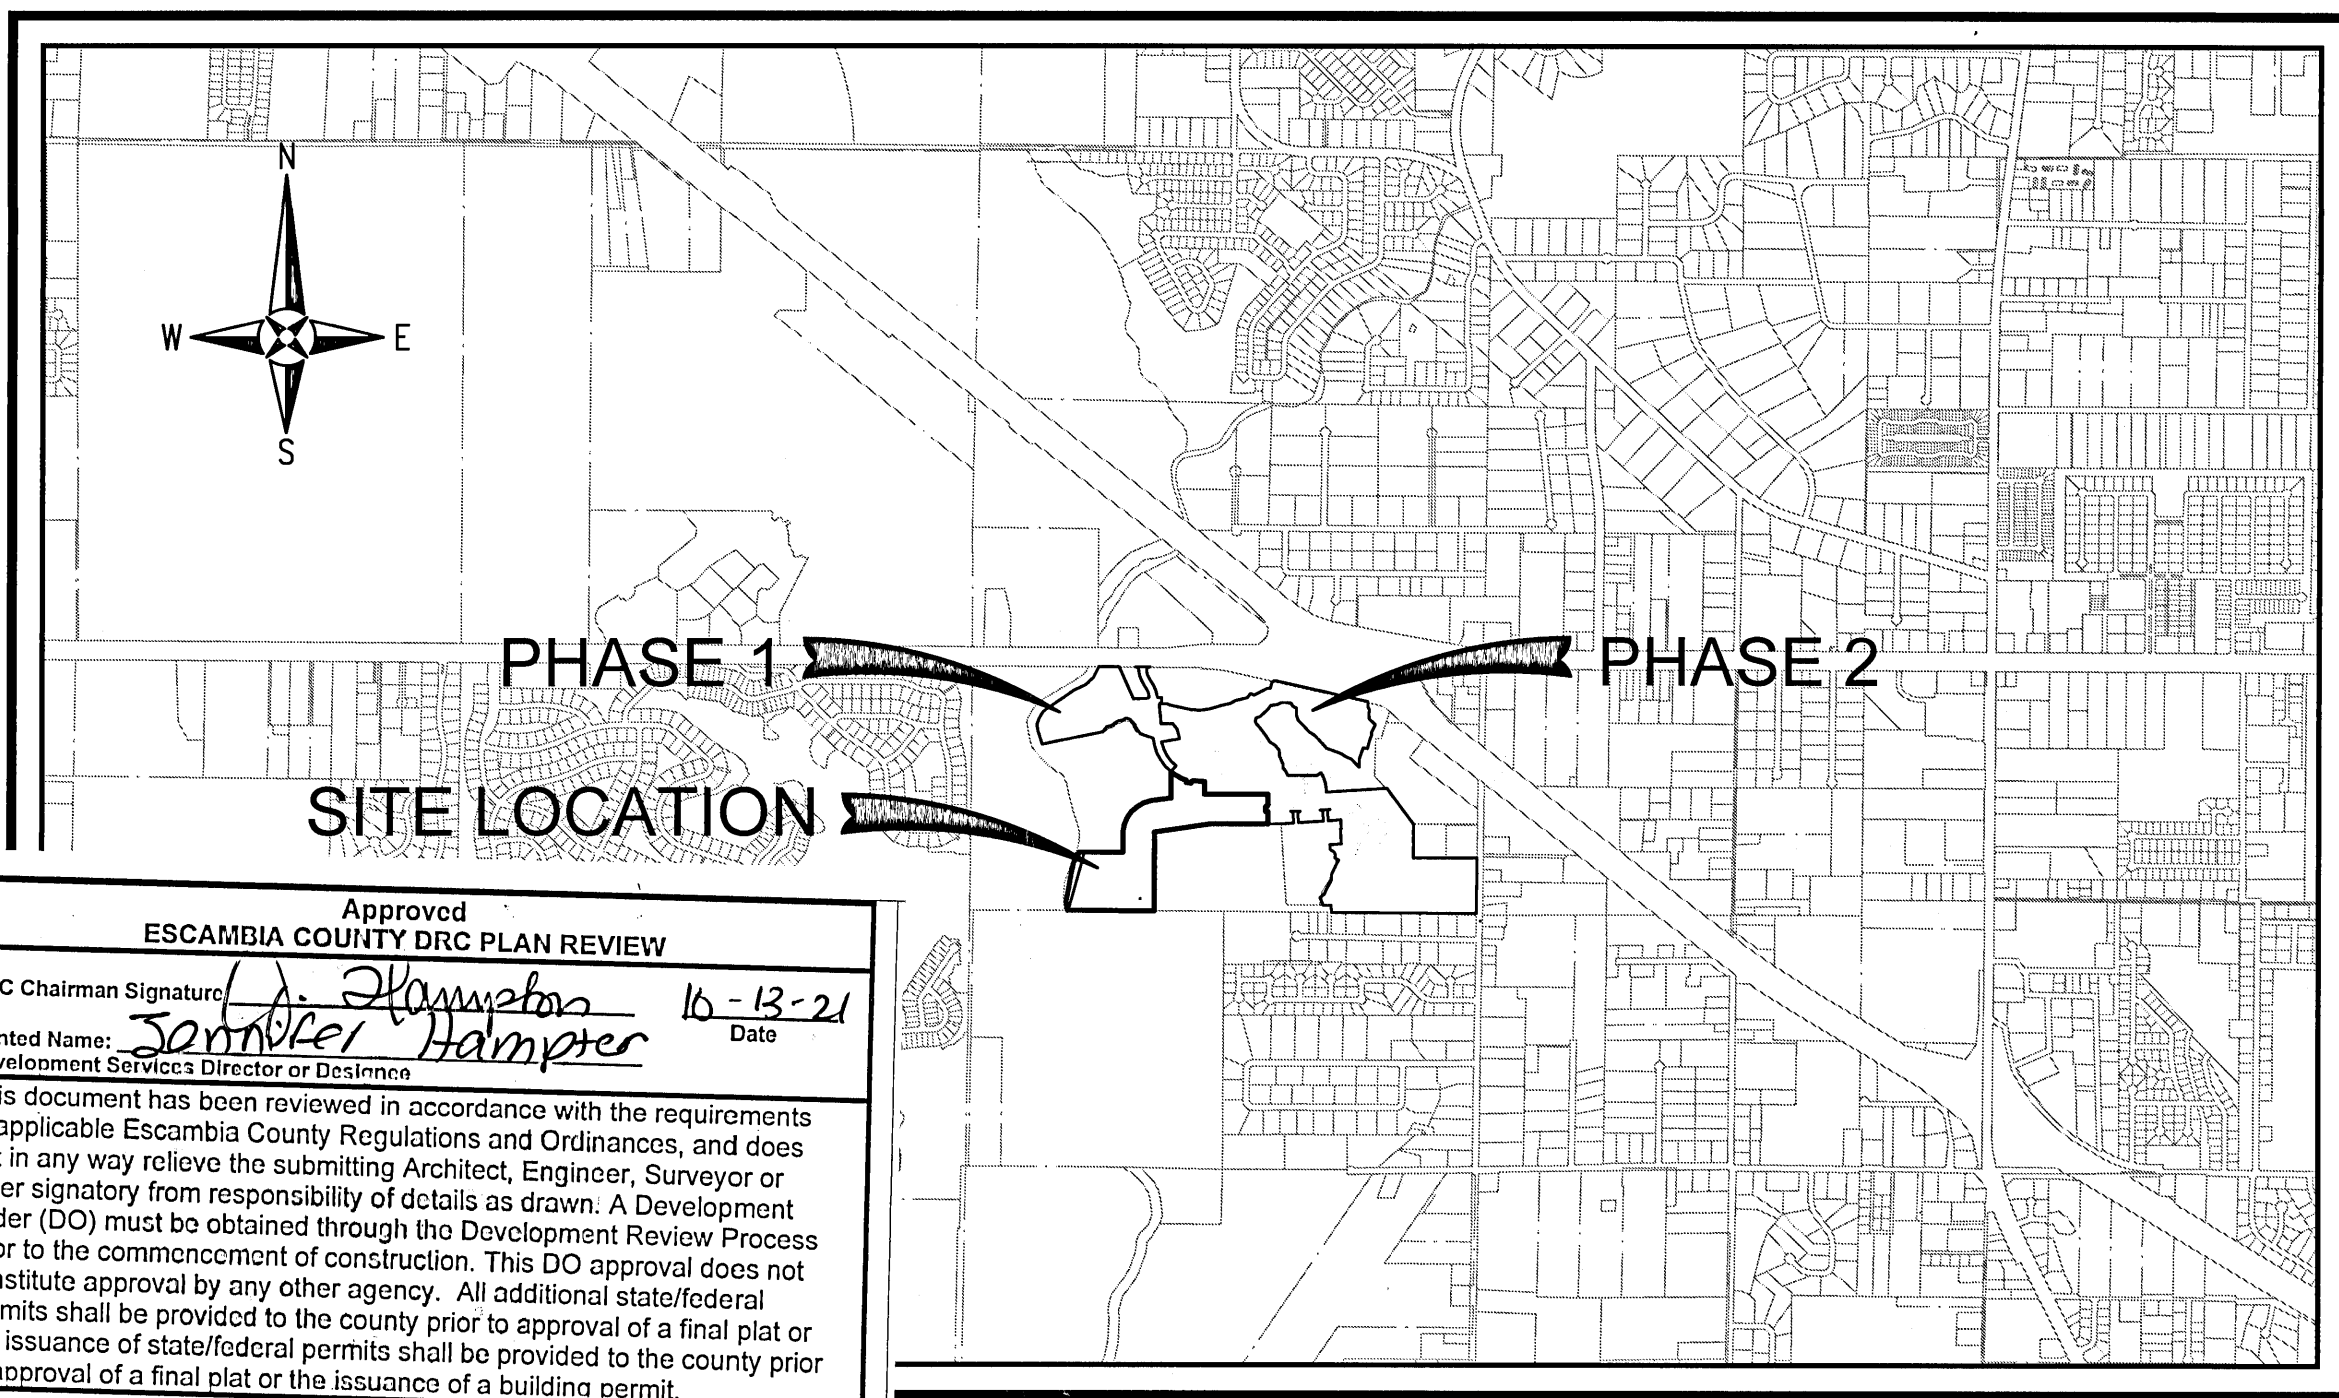 N
W E
S
PHASE 1
PHASE 2
SITE LOCATION
Approved
ESCAMBIA COUNTY DRC PLAN REVIEW
C Chairman Signature J. Hampton 10-13-21
Date
nted Name: Jennifer Hampton
velopment Services Director or Designee
is document has been reviewed in accordance with the requirements
applicable Escambia County Regulations and Ordinances, and does
t in any way relieve the submitting Architect, Engineer, Surveyor or
er signatory from responsibility of details as drawn. A Development
der (DO) must be obtained through the Development Review Process
or to the commencement of construction. This DO approval does not
nstitute approval by any other agency. All additional state/federal
mits shall be provided to the county prior to approval of a final plat or
issuance of state/federal permits shall be provided to the county prior
approval of a final plat or the issuance of a building permit.